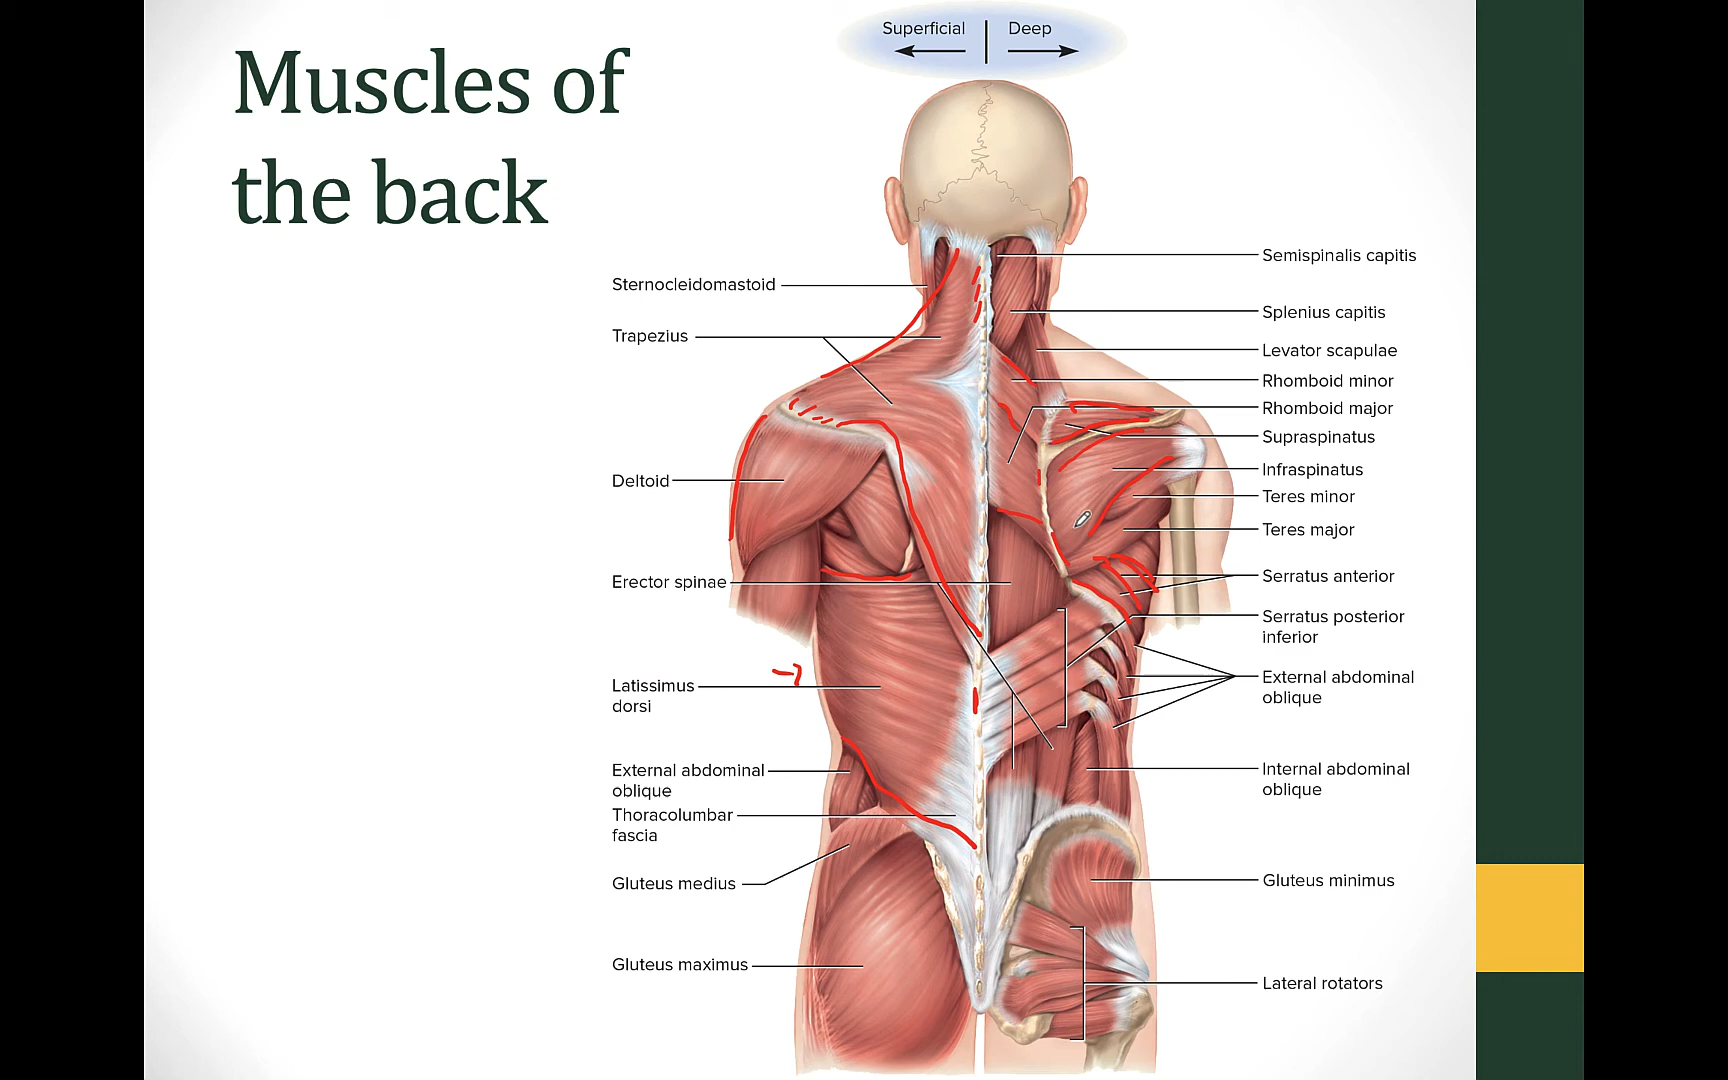 Muscles of
the back
Superficial
Deep
Sternocleidomastoid
Trapezius
Deltoid
Erector spinae
Latissimus
dorsi
External abdominal
oblique
Thoracolumbar
fascia
Gluteus medius
Gluteus maximus
Semispinalis capitis
Splenius capitis
Levator scapulae
Rhomboid minor
Rhomboid major
Supraspinatus
Infraspinatus
Teres minor
Teres major
Serratus anterior
Serratus posterior
inferior
External abdominal
oblique
Internal abdominal
oblique
Gluteus minimus
Lateral rotators